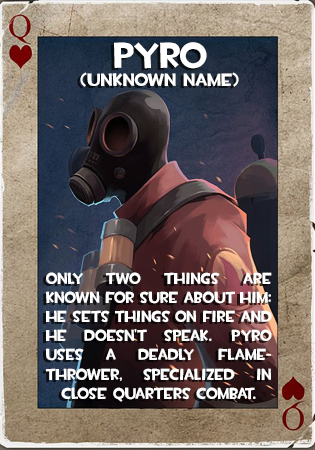 Q
PYRO
(UNKNOWN NAME)
ONLY TWO THINGS ARE
KNOWN FOR SURE ABOUT HIM:
HE SETS THINGS ON FIRE AND
HE DOESN'T SPEAK. PYRO
USES A DEADLY FLAME-
THROWER, SPECIALIZED IN
CLOSE QUARTERS COMBAT.
Q